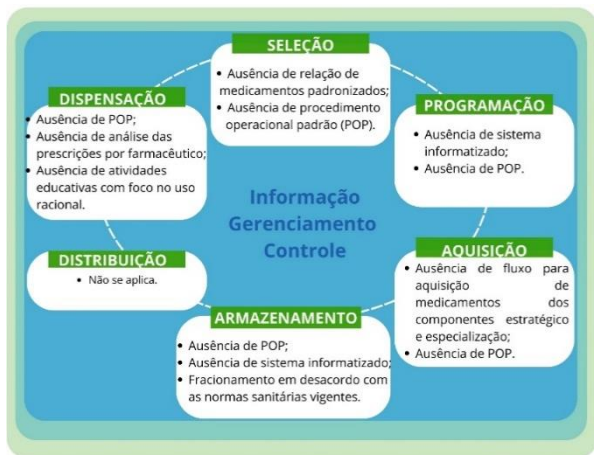 SELEÇÃO
• Ausência de relação de
medicamentos padronizados;
• Ausência de procedimento
operacional padrão (POP).
PROGRAMAÇÃO
• Ausência de sistema
informatizado;
• Ausência de POP.
AQUISIÇÃO
• Ausência de fluxo para
aquisição de
medicamentos dos
componentes estratégico
e especialização;
• Ausência de POP.
ARMAZENAMENTO
• Ausência de POP;
• Ausência de sistema informatizado;
• Fracionamento em desacordo com
as normas sanitárias vigentes.
DISTRIBUIÇÃO
• Não se aplica.
DISPENSAÇÃO
• Ausência de POP;
• Ausência de análise das
prescrições por farmacêutico;
• Ausência de atividades
educativas com foco no uso
racional.
Informação
Gerenciamento
Controle